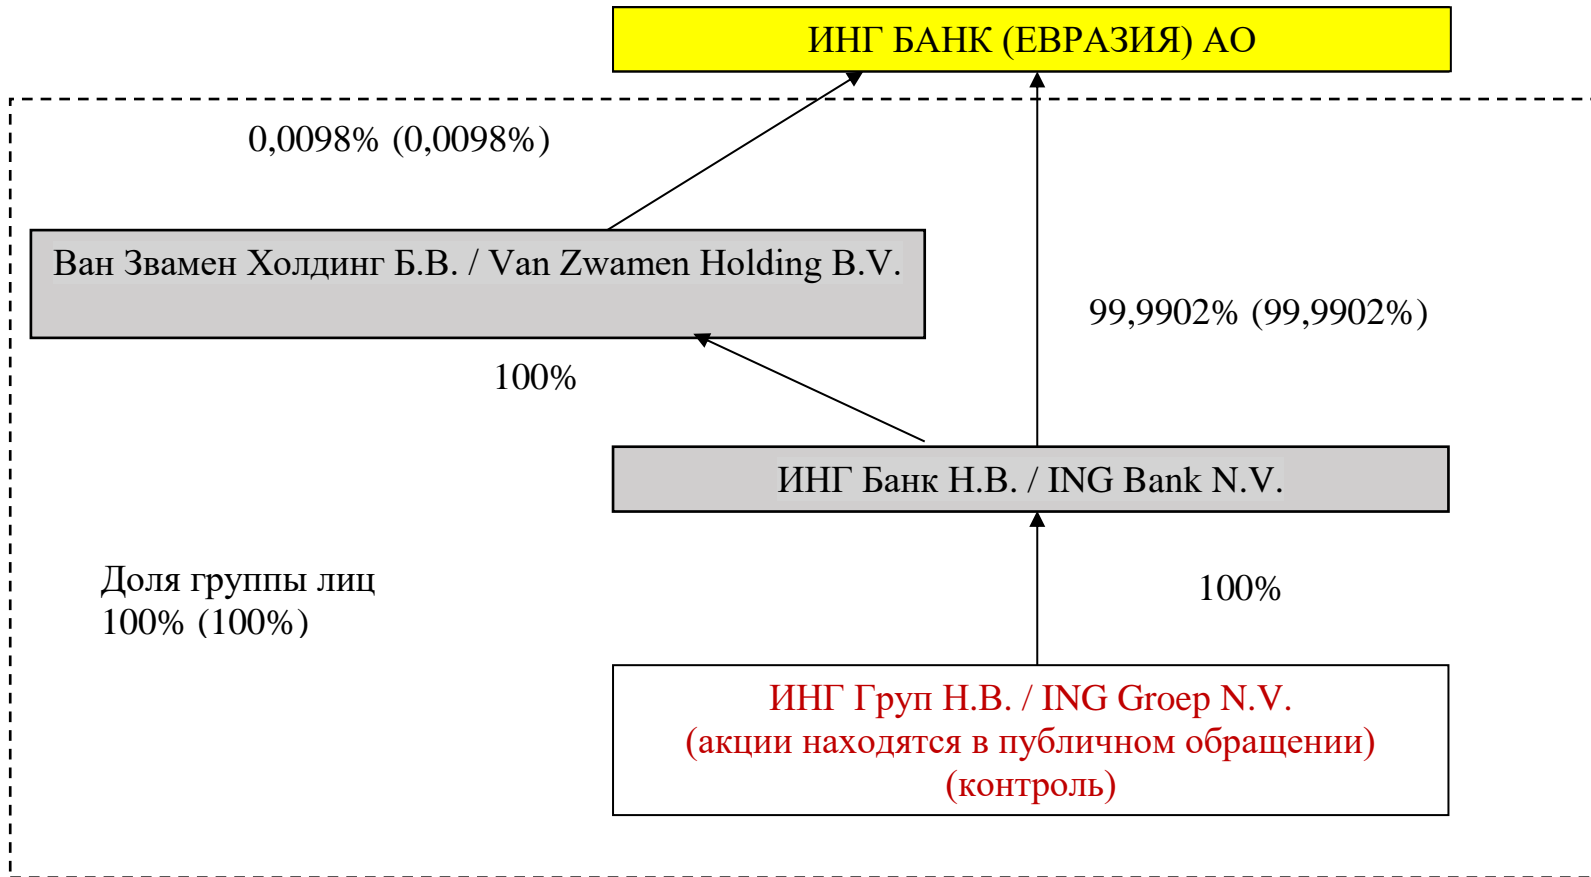 ИНГ БАНК (ЕВРАЗИЯ) АО
0,0098% (0,0098%)
Ван Звамен Холдинг Б.В. / Van Zwamen Holding B.V.
99,9902% (99,9902%)
100%
ИНГ Банк Н.В. / ING Bank N.V.
Доля группы лиц
100% (100%)
100%
ИНГ Груп Н.В. / ING Groep N.V.
(акции находятся в публичном обращении)
(контроль)